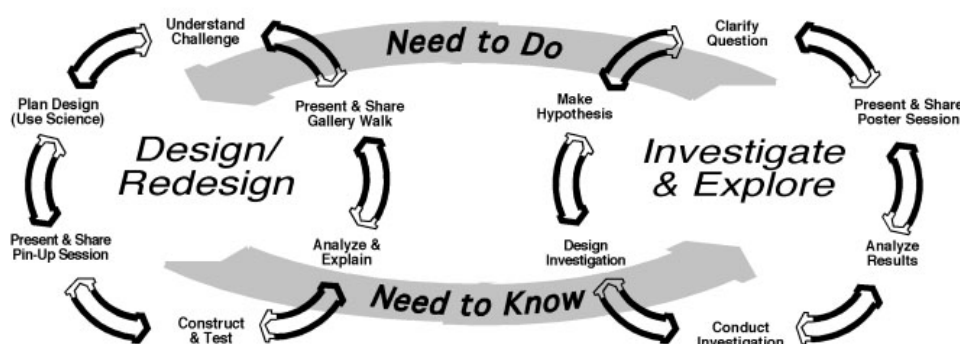 Understand
Challenge
Need to Do
Clarify
Question
Plan Design
(Use Science)
Present & Share
Gallery Walk
Make
Hypothesis
Present & Share
Poster Session
Design/
Redesign
Investigate
& Explore
Present & Share
Pin-Up Session
Analyze &
Explain
Design
Investigation
Analyze
Results
Need to Know
Construct
& Test
Conduct
Investigation